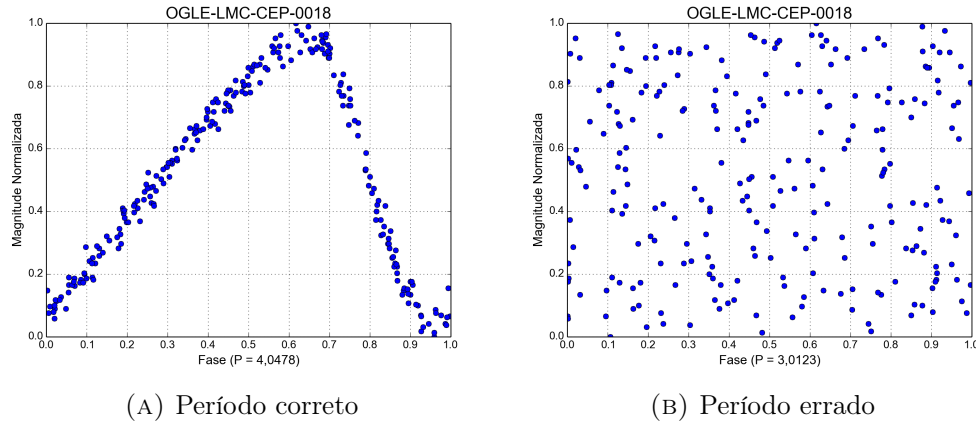 OGLE-LMC-CEP-0018
Magnitude Normalizada
1.0
0.8
0.6
0.4
0.2
0.0
0.0 0.1 0.2 0.3 0.4 0.5 0.6 0.7 0.8 0.9 1.0
Fase (P = 4,0478)
(A) Período correto
OGLE-LMC-CEP-0018
Magnitude Normalizada
1.0
0.8
0.6
0.4
0.2
0.0
0.0 0.1 0.2 0.3 0.4 0.5 0.6 0.7 0.8 0.9 1.0
Fase (P = 3,0123)
(B) Período errado